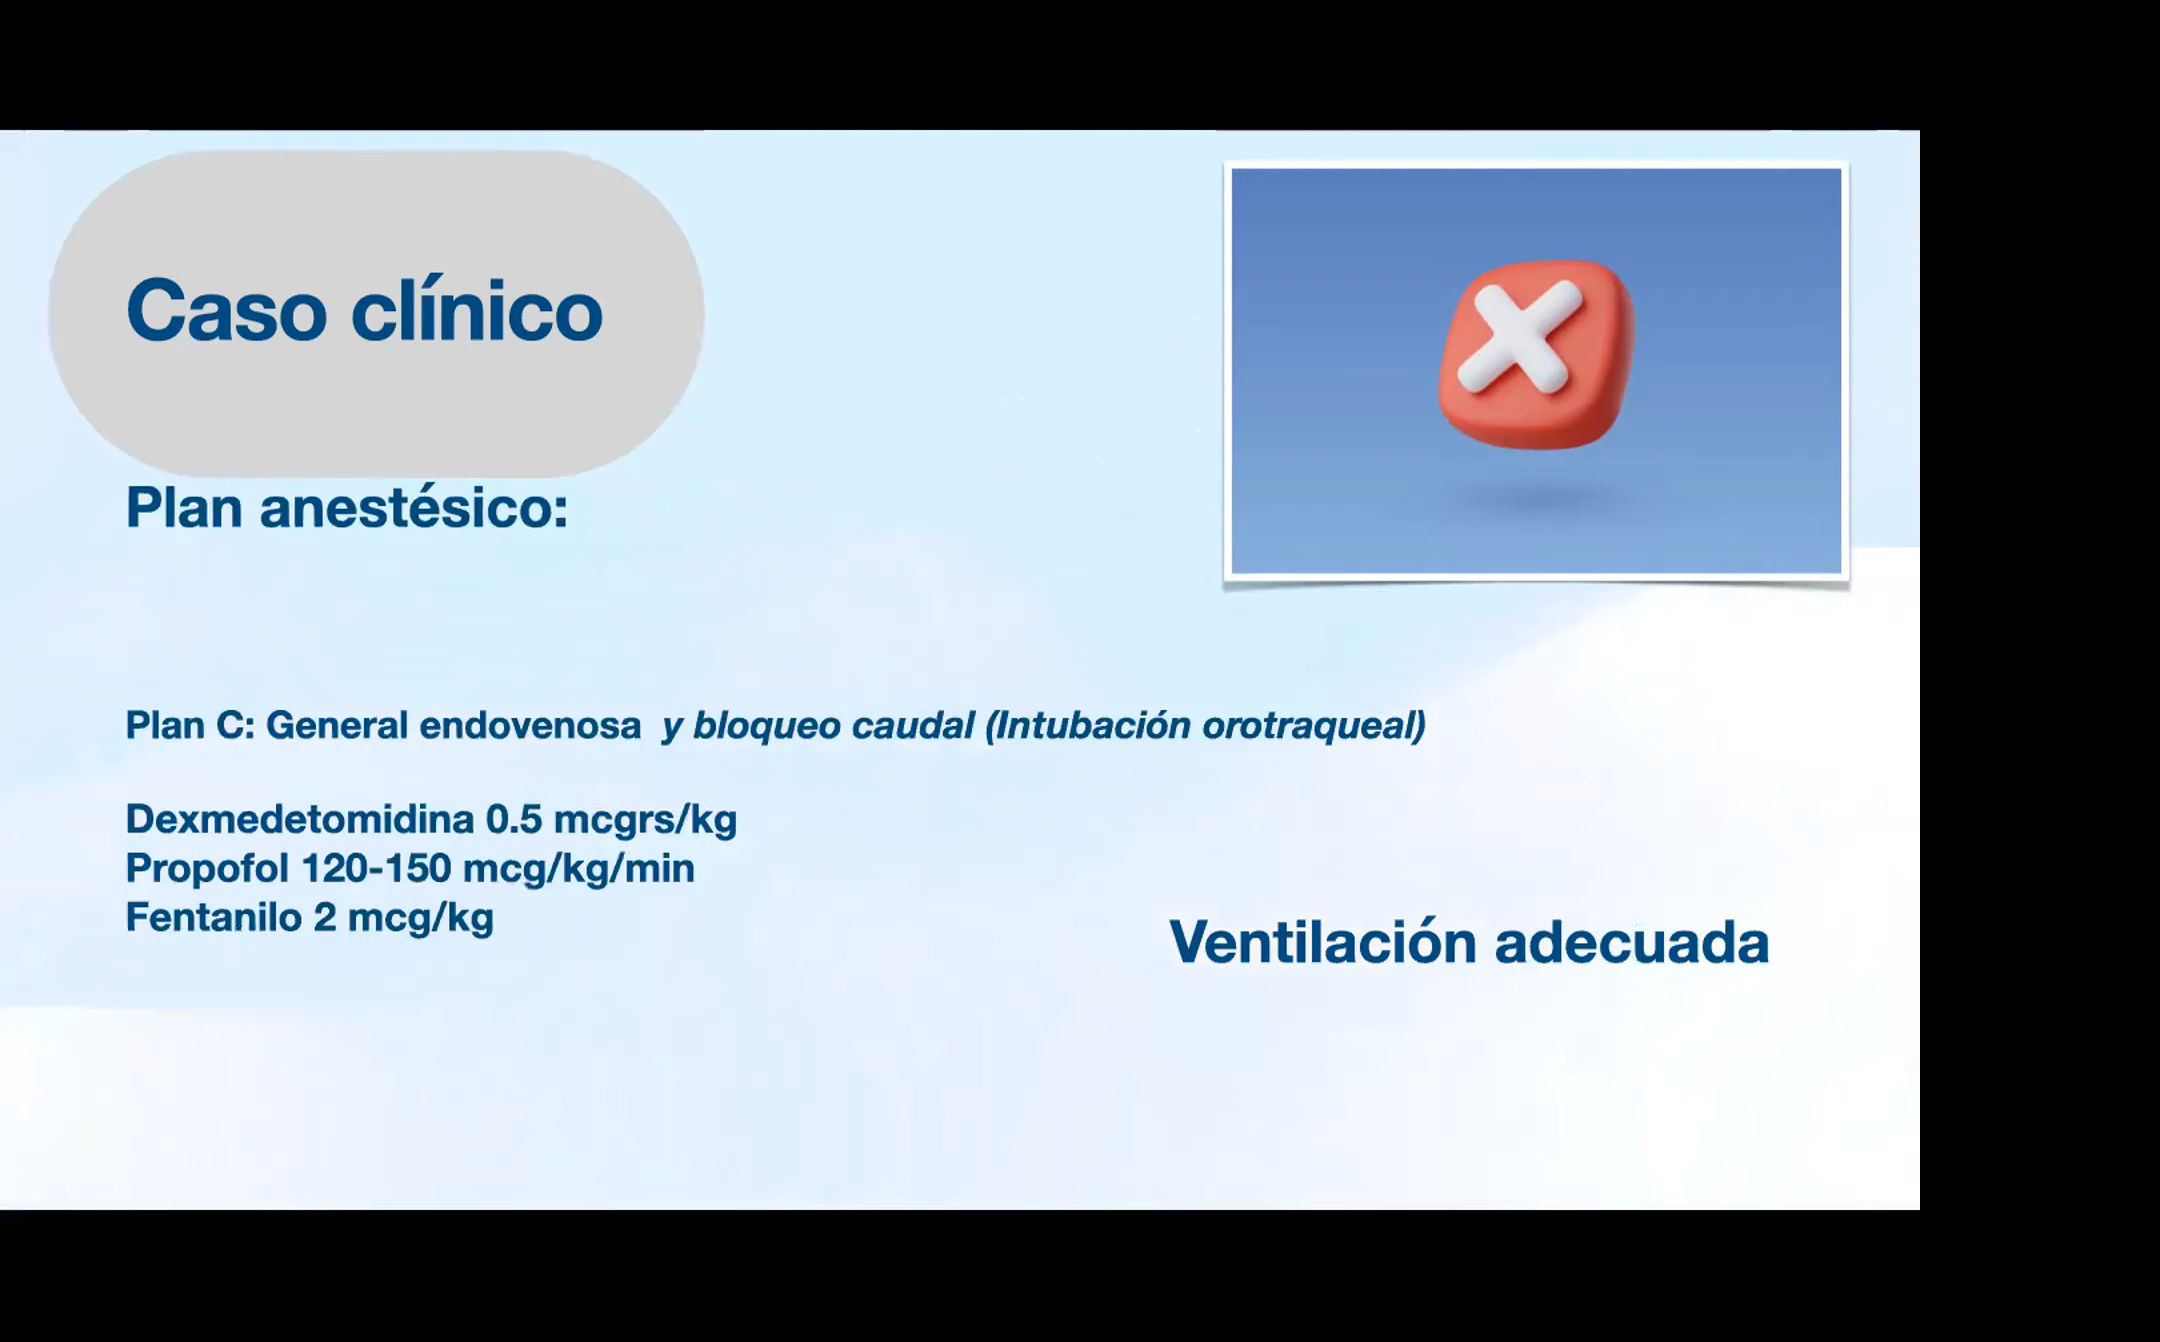 Caso clínico
Plan anestésico:
Plan C: General endovenosa y bloqueo caudal (Intubación orotraqueal)
Dexmedetomidina 0.5 mcgrs/kg
Propofol 120-150 mcg/kg/min
Fentanilo 2 mcg/kg
Ventilación adecuada